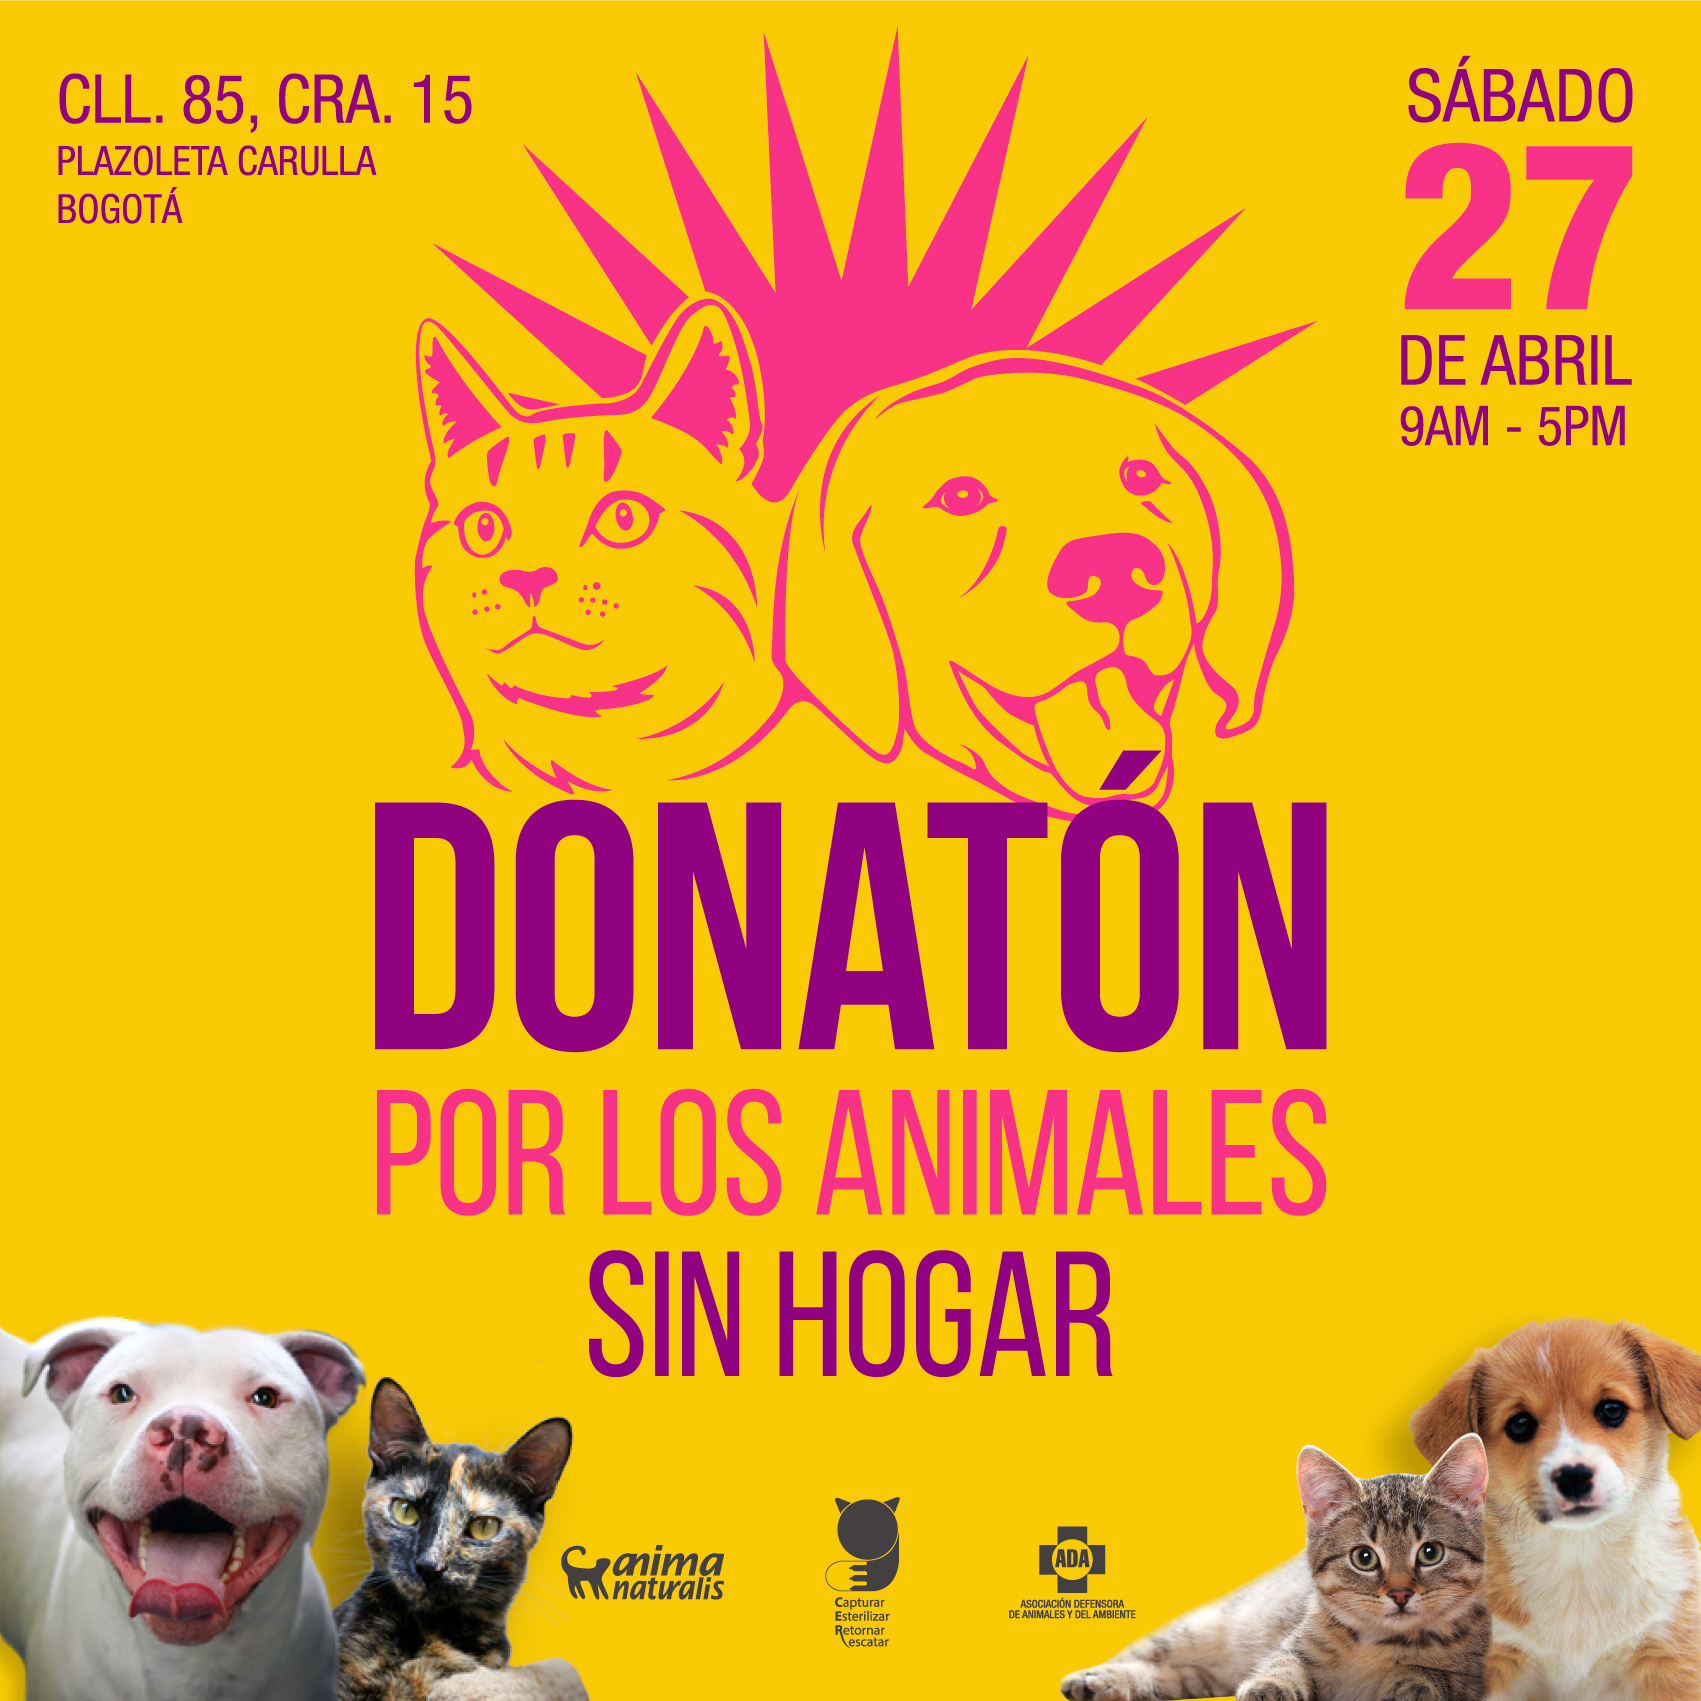 CLL. 85, CRA. 15
PLAZOLETA CARULLA
BOGOTÁ
SÁBADO
27
DE ABRIL
9AM - 5PM
DONATÓN
POR LOS ANIMALES
SIN HOGAR
anima
naturalis
Capturar
Esterilizar
Retornar
Rescatar
ADA
ASOCIACIÓN DEFENSORA
DE ANIMALES Y DEL AMBIENTE